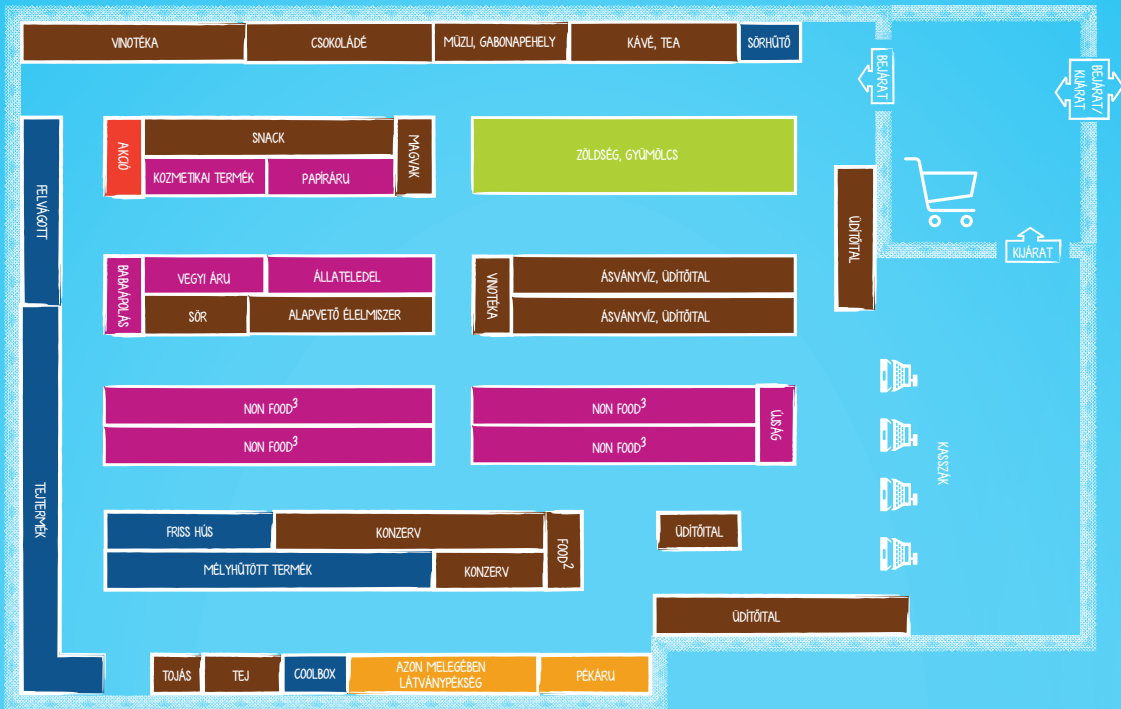 VINOTÉKA
CSOKOLÁDÉ
MÜZLI, GABONAPEHELY
KÁVÉ, TEA
SÖRHŰTŐ
BEJÁRAT
BEJÁRAT/
KIJÁRAT
FELVÁGOTT
AKCIÓ
SNACK
MAGVAK
KOZMETIKAI TERMÉK
PAPÍRÁRU
ZÖLDSÉG, GYÜMÖLCS
ÜDÍTŐITAL
KIJÁRAT
BABAÁPOLÁS
VEGYI ÁRU
ÁLLATELEDEL
SÖR
ALAPVETŐ ÉLELMISZER
VINOTÉKA
ÁSVÁNYVÍZ, ÜDÍTŐITAL
ÁSVÁNYVÍZ, ÜDÍTŐITAL
TEJTERMÉK
NON FOOD³
NON FOOD³
NON FOOD³
NON FOOD³
ÚJSÁG
KASSZÁK
FRISS HÚS
KONZERV
FOOD²
MÉLYHŰTÖTT TERMÉK
KONZERV
ÜDÍTŐITAL
ÜDÍTŐITAL
TOJÁS
TEJ
COOLBOX
AZON MELEGÉBEN
LÁTVÁNYPÉKSÉG
PÉKÁRU